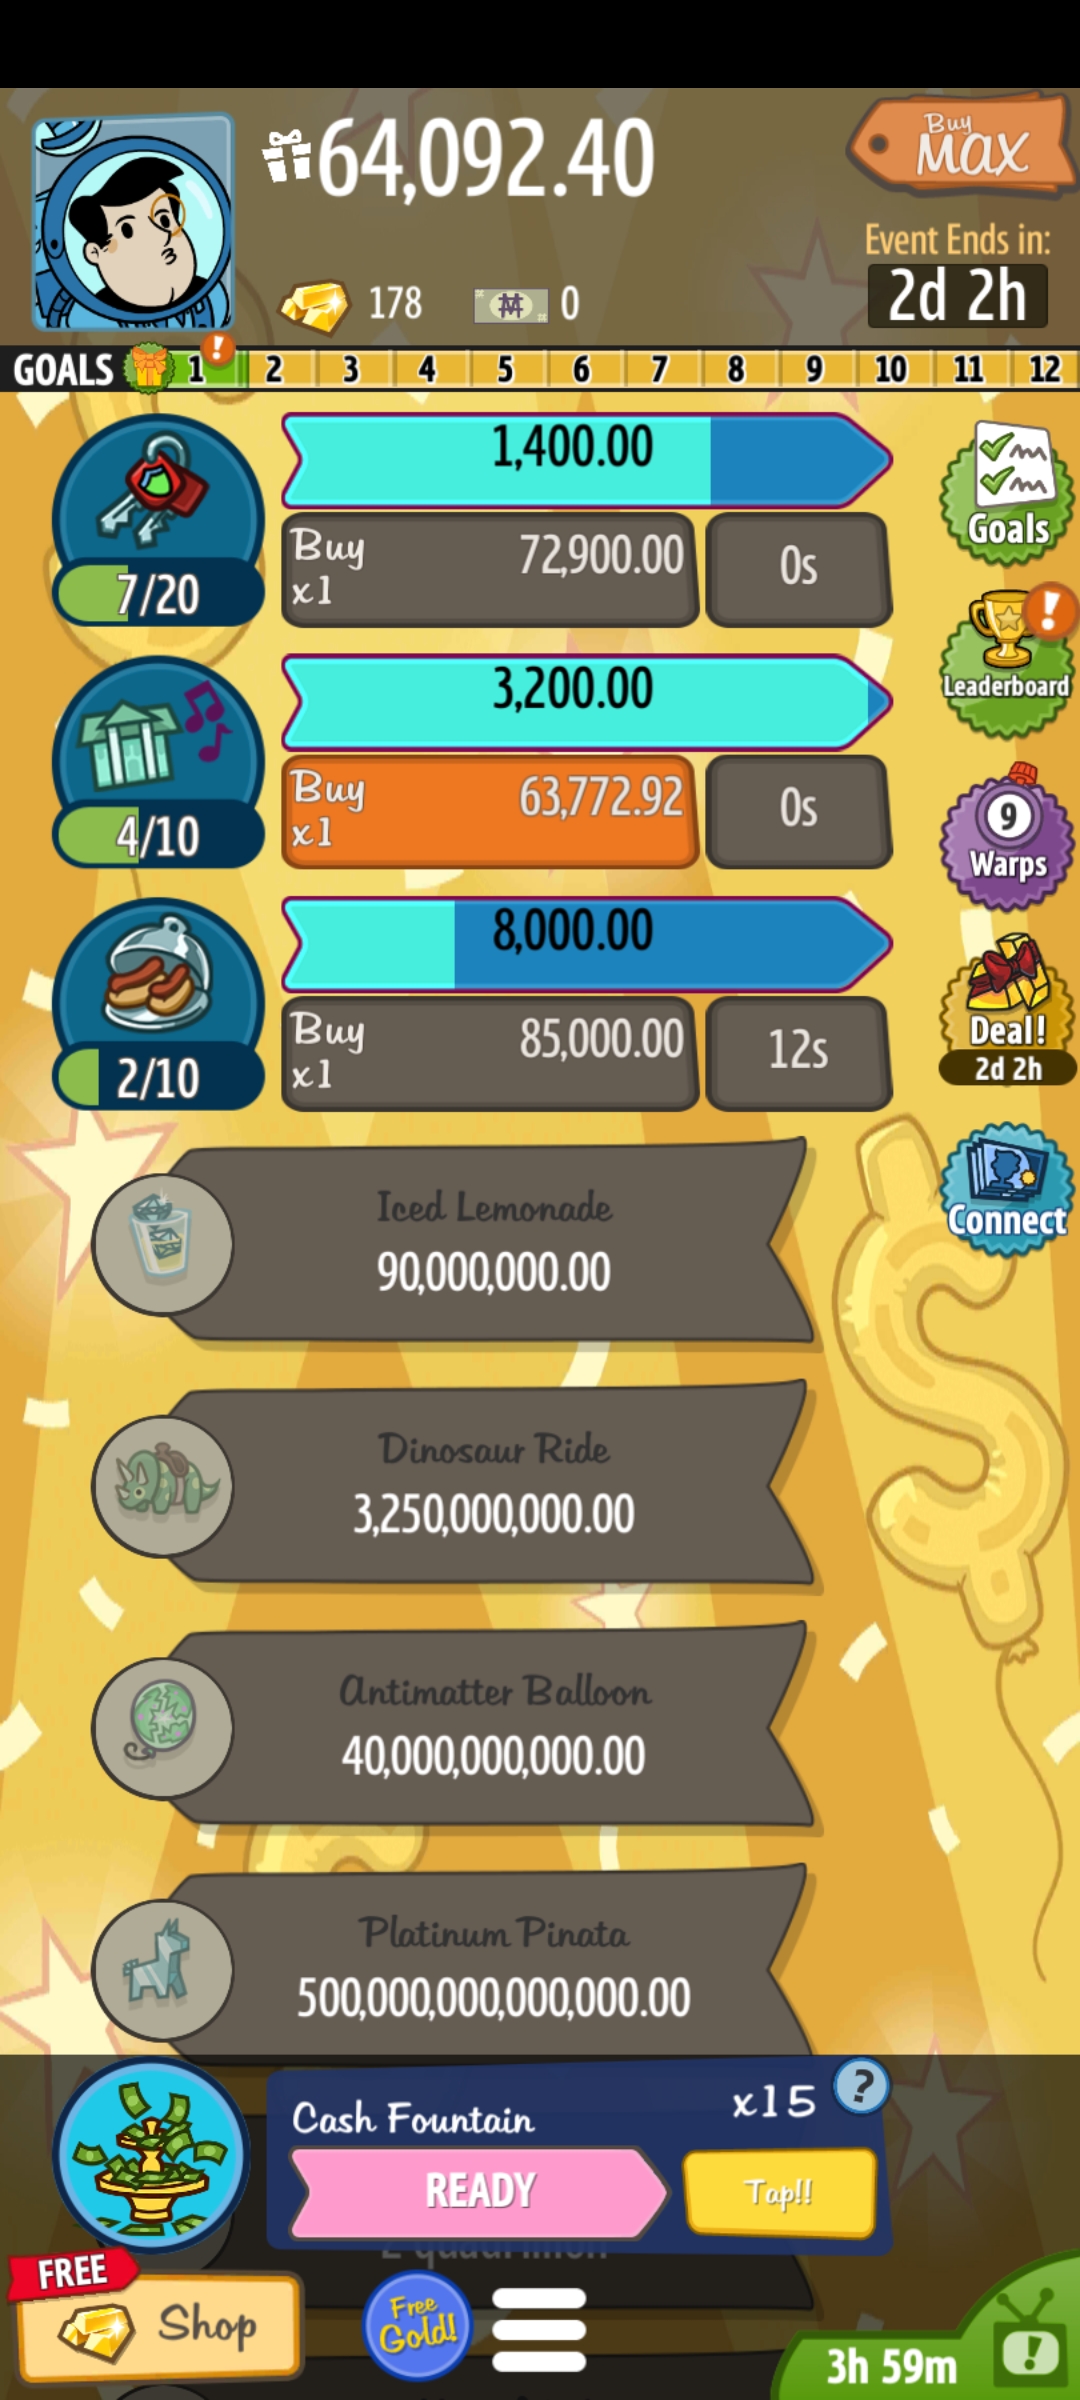 64,092.40
Buy
MAX
Event Ends in:
178
0
2d 2h
GOALS 1 ! 2 3 4 5 6 7 8 9 10 11 12
1,400.00
Buy
x1
72,900.00
0s
7/20
Goals
3,200.00
Buy
x1
63,772.92
0s
4/10
!
Leaderboard
9
Warps
8,000.00
Buy
x1
85,000.00
12s
2/10
Deal!
2d 2h
Connect
Iced Lemonade
90,000,000.00
Dinosaur Ride
3,250,000,000.00
Antimatter Balloon
40,000,000,000.00
Platinum Pinata
500,000,000,000,000.00
Cash Fountain
x15
?
READY
Tap!!
FREE
Shop
Free
Gold!
3h 59m
!